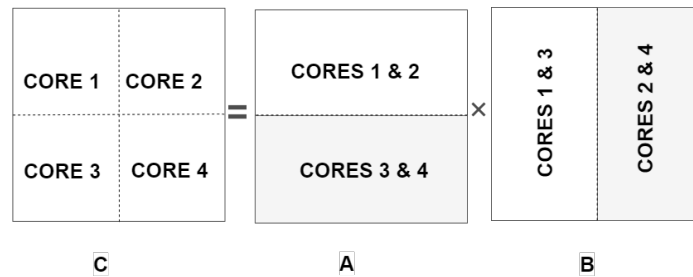 CORE 1 CORE 2
CORE 3 CORE 4
=
CORES 1 & 2
CORES 3 & 4
×
CORES 1 & 3
CORES 2 & 4
C
A
B